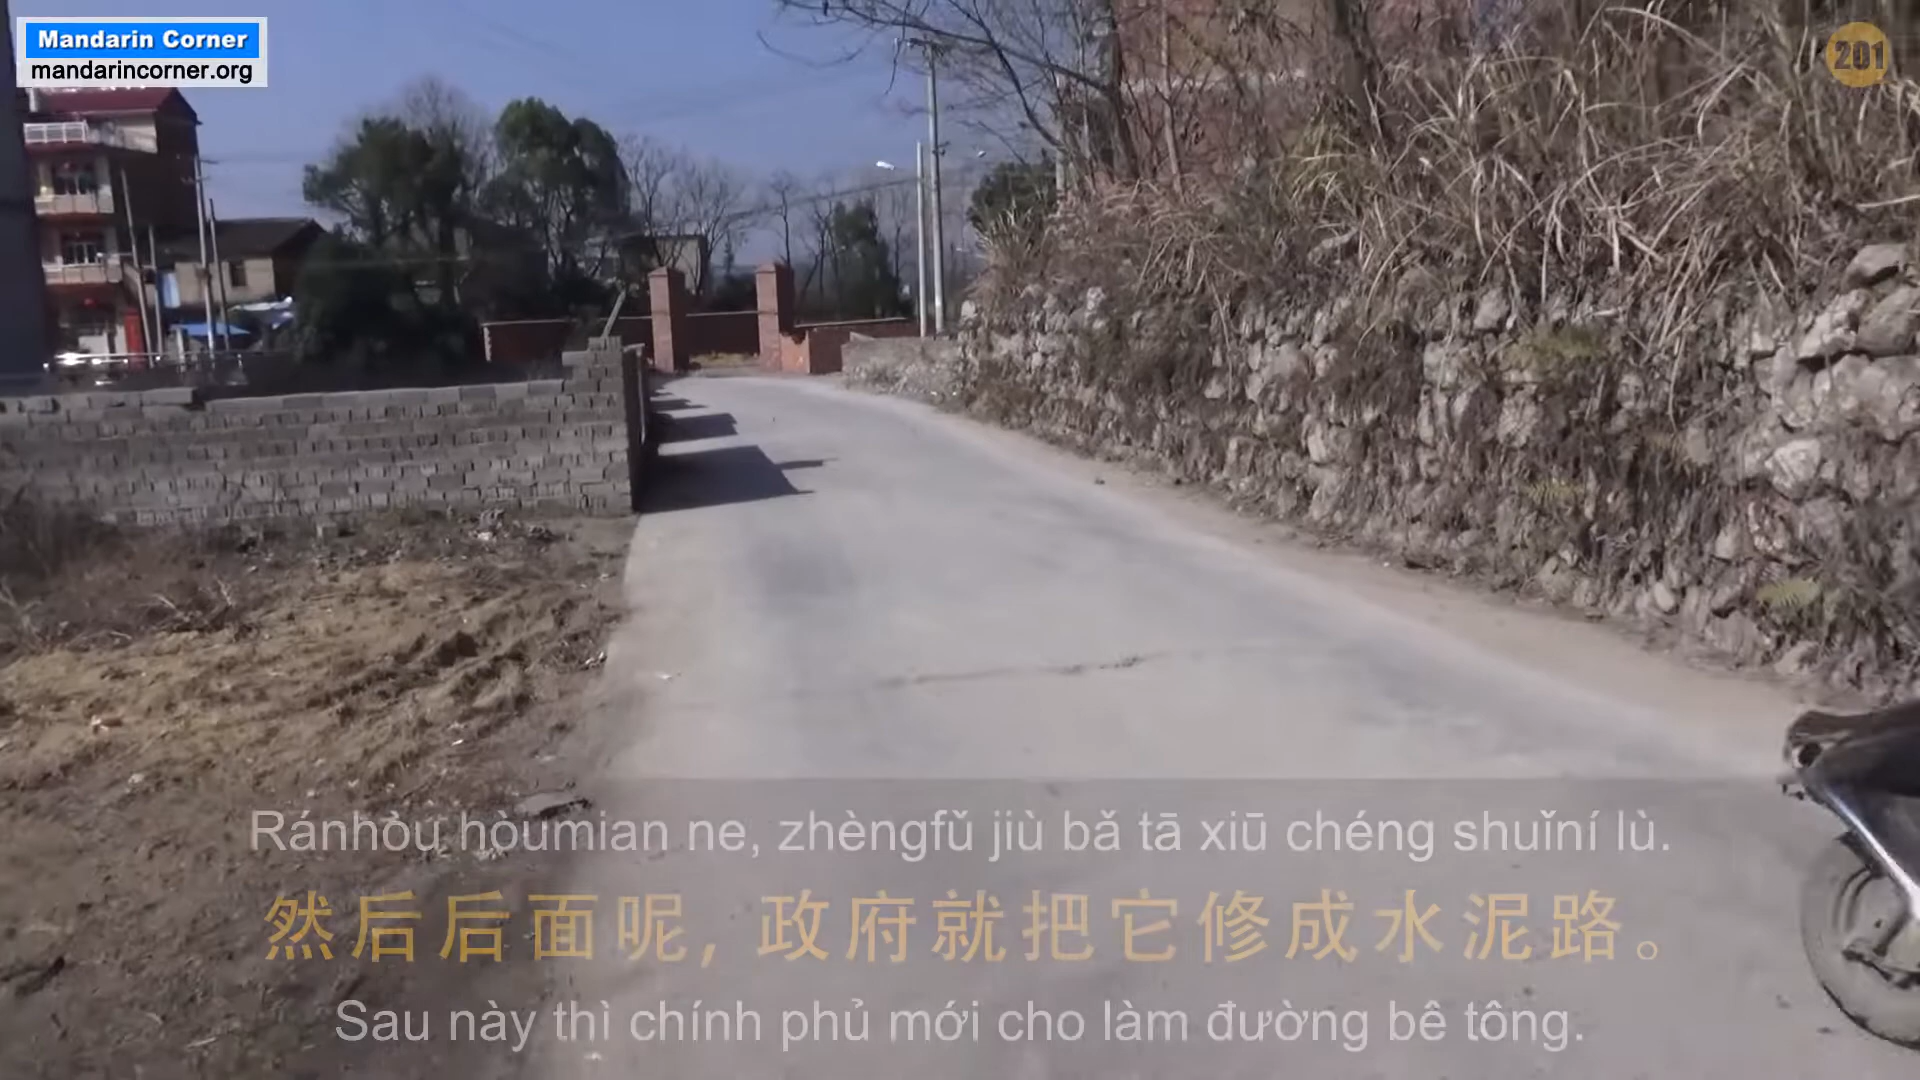 Mandarin Corner
mandarincorner.org
201
Ránhòu hòumian ne, zhèngfǔ jiù bǎ tā xiū chéng shuǐní lù.
然后后面呢, 政府就把它修成水泥路。
Sau này thì chính phủ mới cho làm đường bê tông.